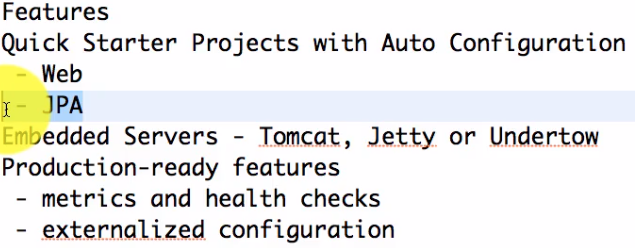 Features
Quick Starter Projects with Auto Configuration
- Web
- JPA
Embedded Servers - Tomcat, Jetty or Undertow
Production-ready features
- metrics and health checks
- externalized configuration